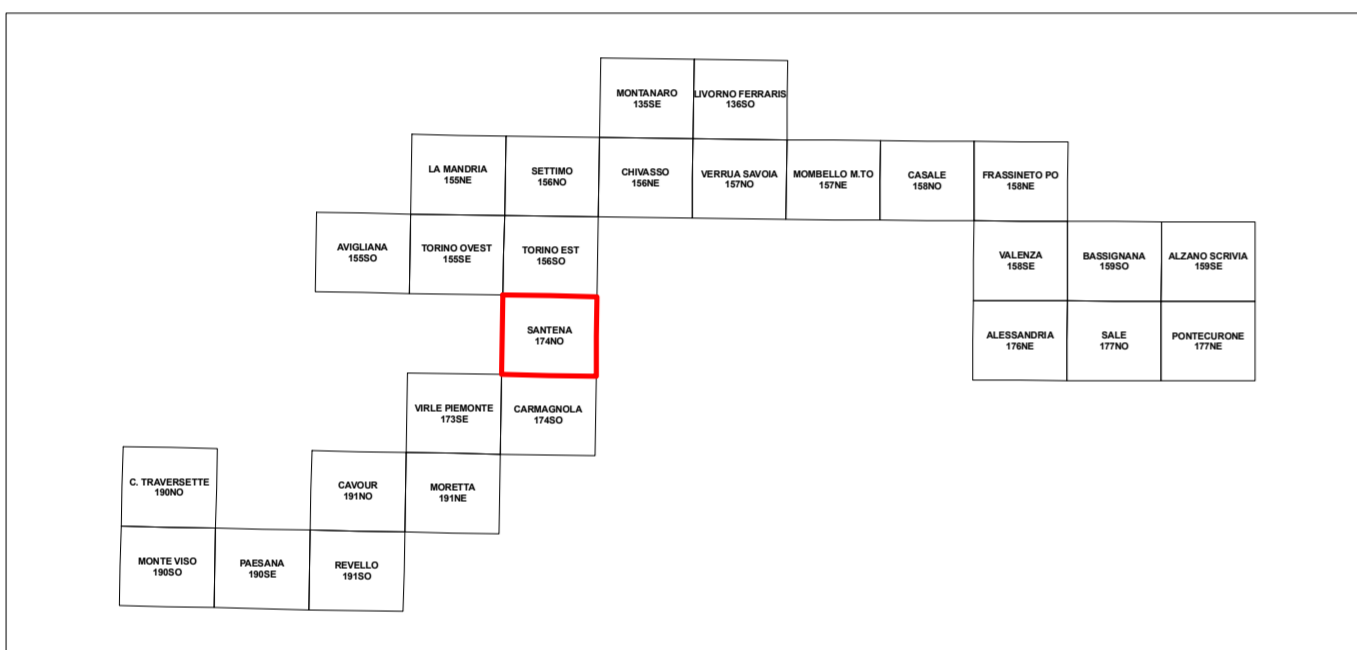 MONTANARO
135SE
LIVORNO FERRARIS
136SO
LA MANDRIA
155NE
SETTIMO
156NO
CHIVASSO
156NE
VERRUA SAVOIA
157NO
MOMBELLO M.TO
157NE
CASALE
158NO
FRASSINETO PO
158NE
AVIGLIANA
155SO
TORINO OVEST
155SE
TORINO EST
156SO
VALENZA
158SE
BASSIGNANA
159SO
ALZANO SCRIVIA
159SE
SANTENA
174NO
ALESSANDRIA
176NE
SALE
177NO
PONTECURONE
177NE
VIRLE PIEMONTE
173SE
CARMAGNOLA
174SO
C. TRAVERSETTE
190NO
CAVOUR
191NO
MORETTA
191NE
MONTE VISO
190SO
PAESANA
190SE
REVELLO
191SO